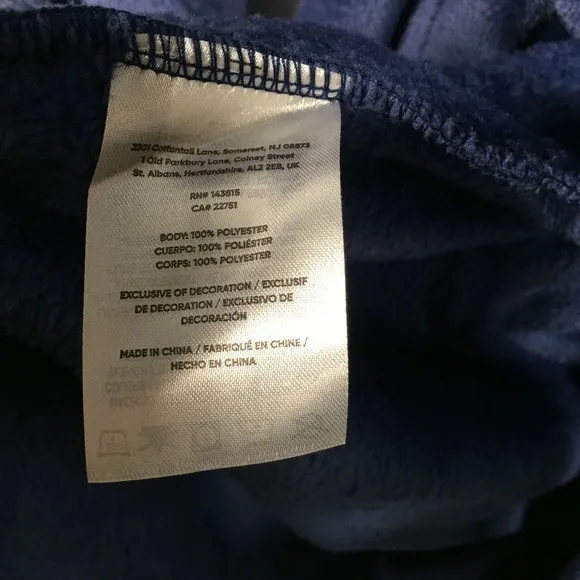 2301 Cottontail Lane, Somerset, NJ 08873
1 Old Parkbury Lane, Colney Street
St. Albans, Hertfordshire, AL2 2EB, UK
RN# 143815
CA# 22751
BODY: 100% POLYESTER
CUERPO: 100% POLIÉSTER
CORPS: 100% POLYESTER
EXCLUSIVE OF DECORATION / EXCLUSIF
DE DECORATION / EXCLUSIVO DE
DECORACIÓN
MADE IN CHINA / FABRIQUÉ EN CHINE /
HECHO EN CHINA